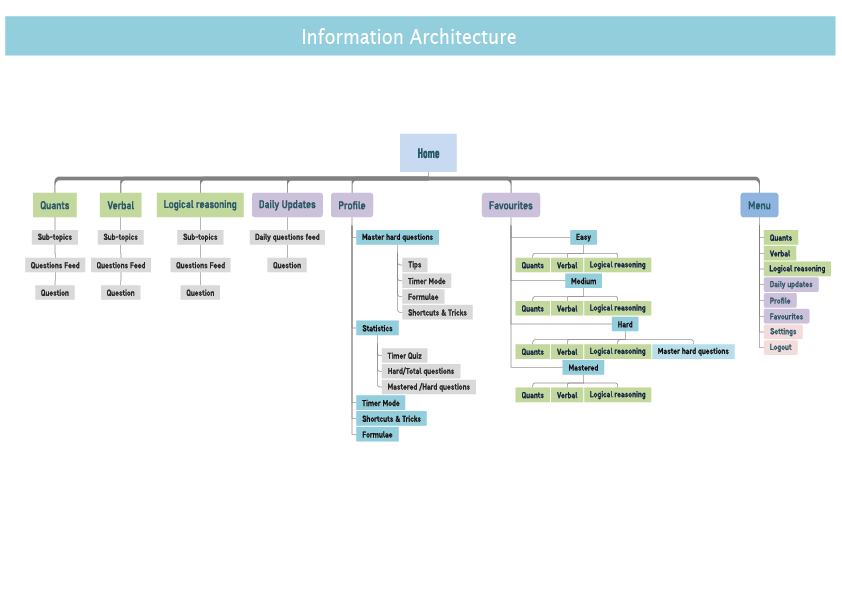 Information Architecture
Home
Quants
Verbal
Logical reasoning
Daily Updates
Profile
Favourites
Menu
Sub-topics
Questions Feed
Question
Sub-topics
Questions Feed
Question
Sub-topics
Questions Feed
Question
Daily questions feed
Question
Master hard questions
Tips
Timer Mode
Formulae
Shortcuts & Tricks
Statistics
Timer Quiz
Hard/Total questions
Mastered /Hard questions
Timer Mode
Shortcuts & Tricks
Formulae
Easy
Quants Verbal Logical reasoning
Medium
Quants Verbal Logical reasoning
Hard
Quants Verbal Logical reasoning Master hard questions
Mastered
Quants Verbal Logical reasoning
Quants
Verbal
Logical reasoning
Daily updates
Profile
Favourites
Settings
Logout